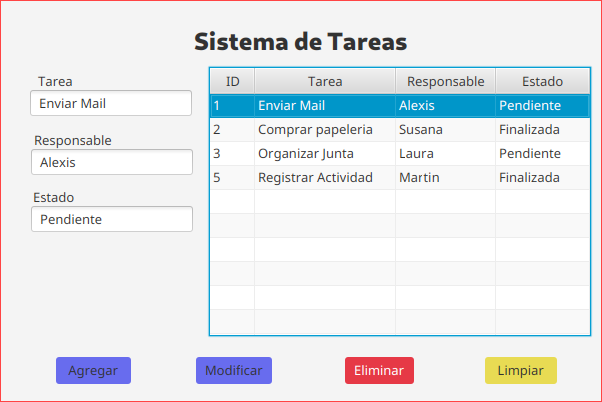 Sistema de Tareas
Tarea
Enviar Mail
Responsable
Alexis
Estado
Pendiente
ID Tarea Responsable Estado
1 Enviar Mail Alexis Pendiente
2 Comprar papeleria Susana Finalizada
3 Organizar Junta Laura Pendiente
5 Registrar Actividad Martin Finalizada
Agregar Modificar Eliminar Limpiar